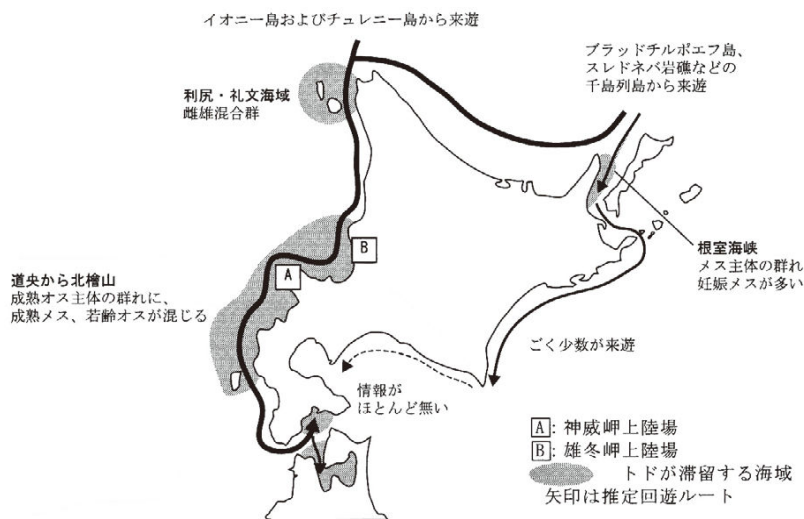 イオニー島およびチュレニー島から来遊
ブラッドチルポエフ島、
スレドネバ岩礁などの
千島列島から来遊
利尻・礼文海域
雌雄混合群
B
A
根室海峡
メス主体の群れ
妊娠メスが多い
道央から北檜山
成熟オス主体の群れに、
成熟メス、若齢オスが混じる
ごく少数が来遊
情報が
ほとんど無い
A: 神威岬上陸場
B: 雄冬岬上陸場
トドが滞留する海域
矢印は推定回遊ルート